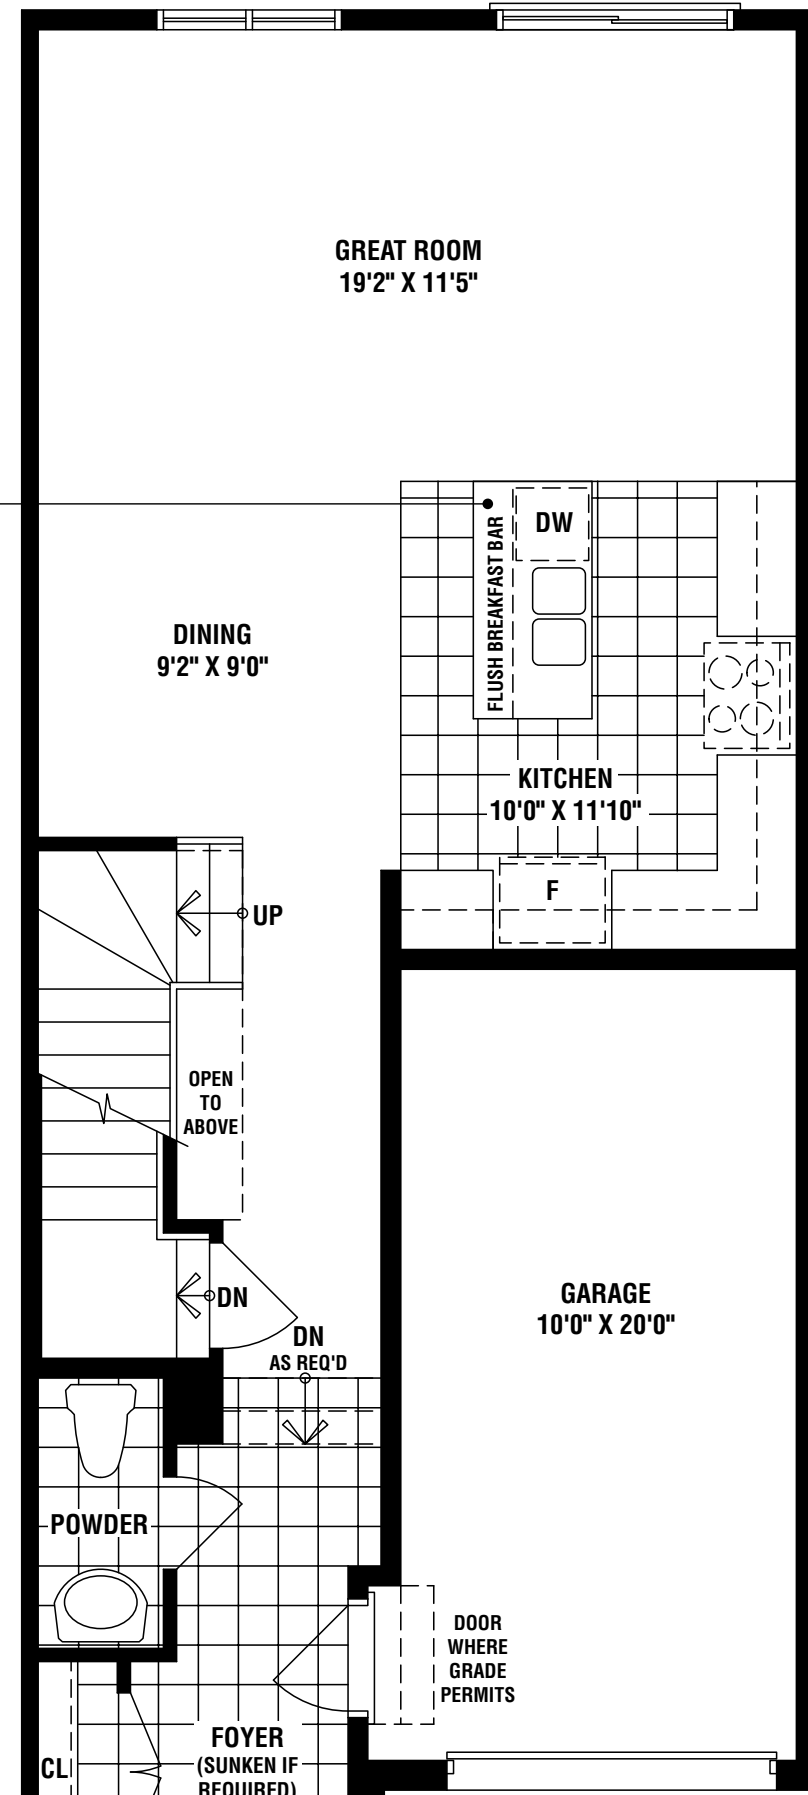 GREAT ROOM
19'2" X 11'5"
DW
FLUSH BREAKFAST BAR
DINING
9'2" X 9'0"
KITCHEN
10'0" X 11'10"
F
UP
OPEN
TO
ABOVE
DN
GARAGE
10'0" X 20'0"
DN
AS REQ'D
POWDER
DOOR
WHERE
GRADE
PERMITS
FOYER
(SUNKEN IF
REQUIRED)
CL